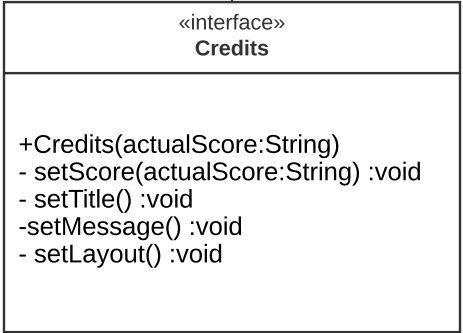 «interface»
Credits
+Credits(actualScore:String)
- setScore(actualScore:String) :void
- setTitle() :void
-setMessage() :void
- setLayout() :void